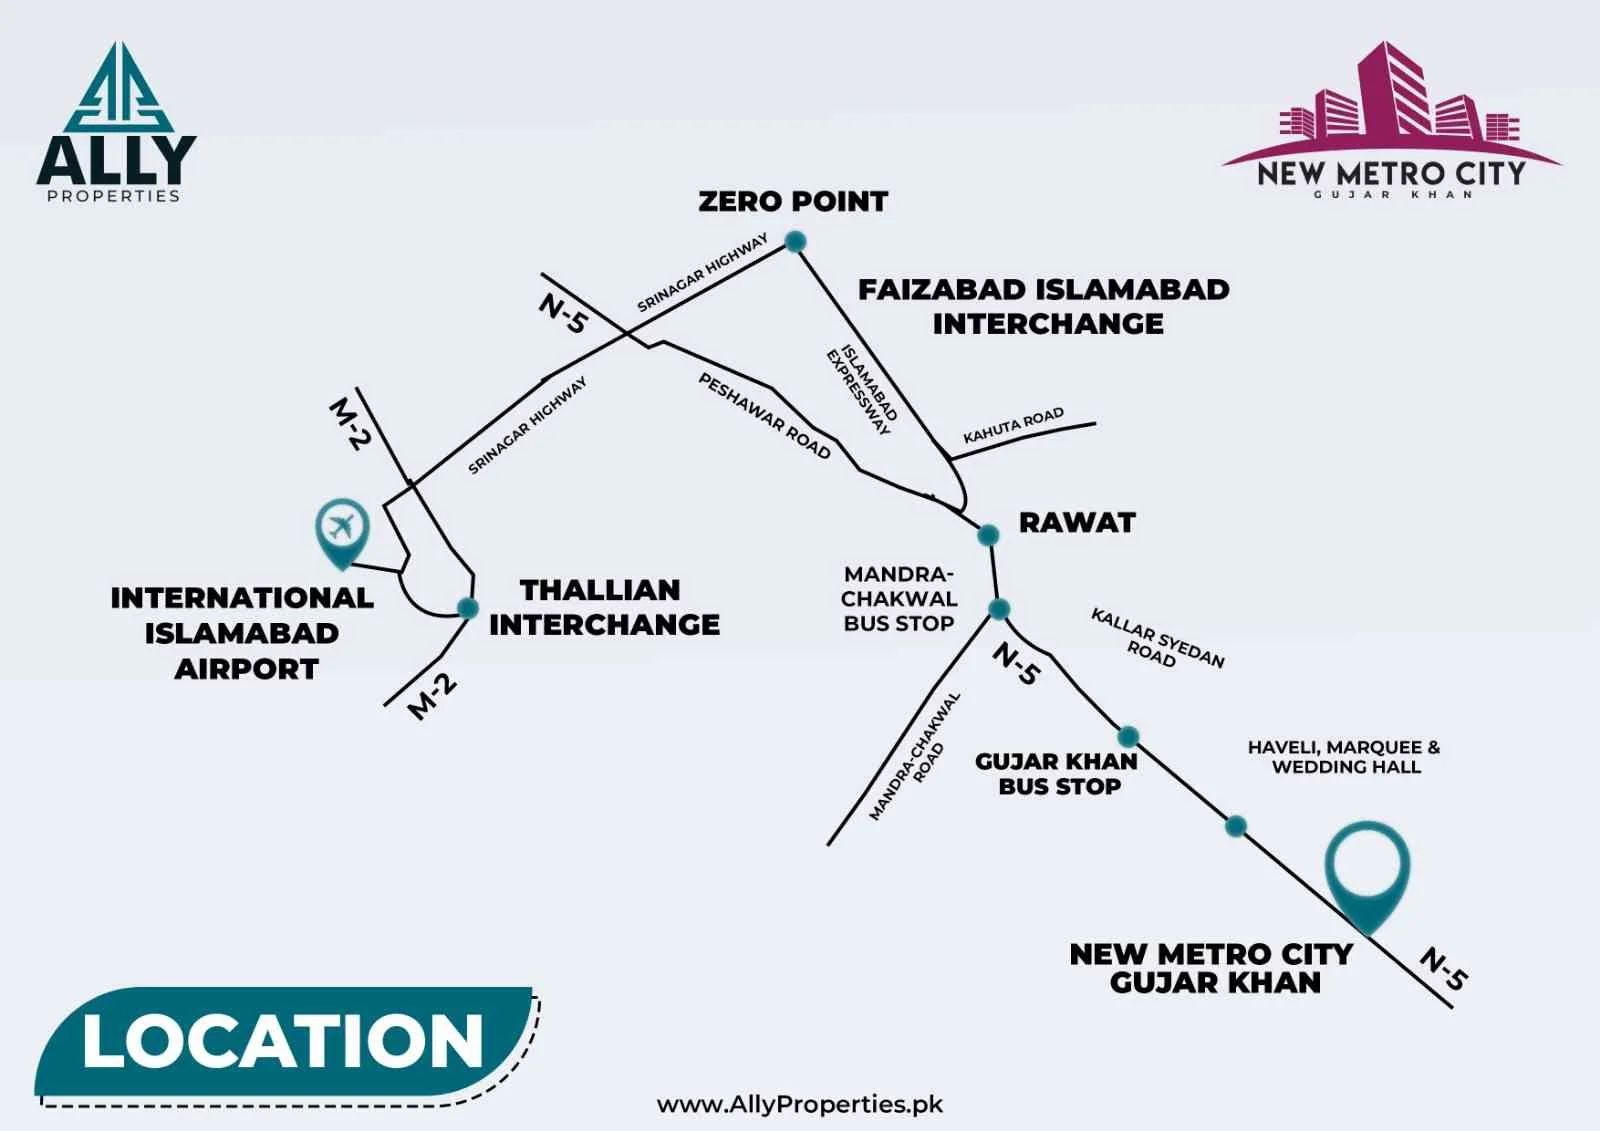 ALLY
PROPERTIES
NEW METRO CITY
GUJAR KHAN
ZERO POINT
SRINAGAR HIGHWAY
N-5
FAIZABAD ISLAMABAD
INTERCHANGE
ISLAMABAD
EXPRESSWAY
PESHAWAR ROAD
SRINAGAR HIGHWAY
M-2
KAHUTA ROAD
RAWAT
INTERNATIONAL
ISLAMABAD
AIRPORT
THALLIAN
INTERCHANGE
M-2
MANDRA-
CHAKWAL
BUS STOP
N-5
KALLAR SYEDAN
ROAD
MANDRA-CHAKWAL
ROAD
GUJAR KHAN
BUS STOP
HAVELI, MARQUEE &
WEDDING HALL
NEW METRO CITY
GUJAR KHAN
N-5
LOCATION
www.AllyProperties.pk